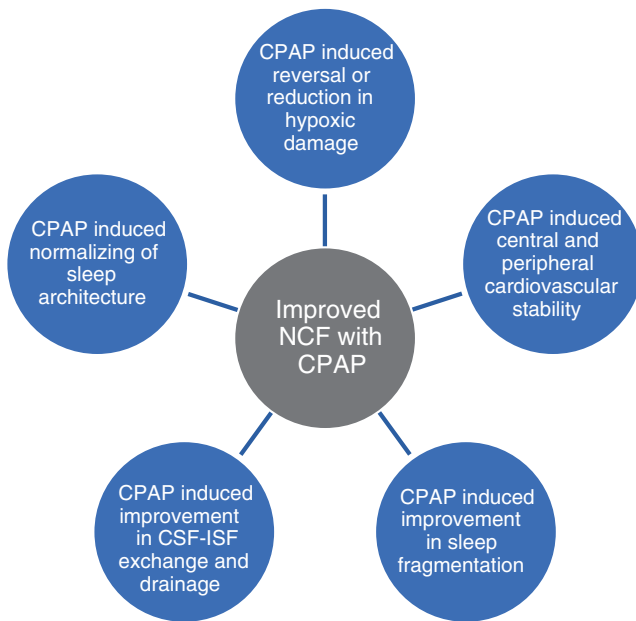 CPAP induced
reversal or
reduction in
hypoxic
damage
CPAP induced
normalizing of
sleep
architecture
CPAP induced
central and
peripheral
cardiovascular
stability
Improved
NCF with
CPAP
CPAP induced
improvement
in CSF-ISF
exchange and
drainage
CPAP induced
improvement
in sleep
fragmentation